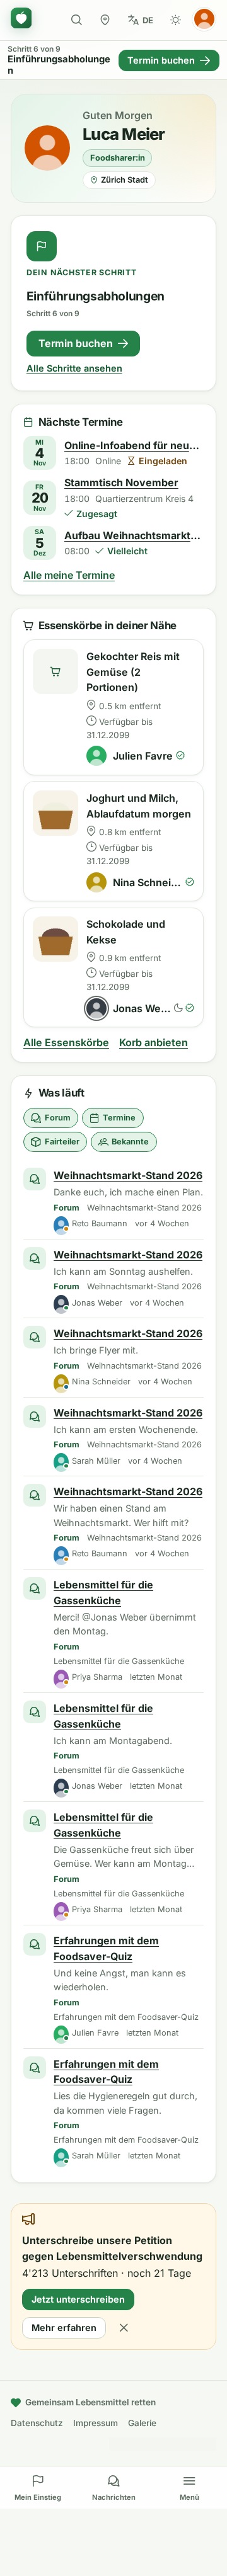 DE
Schritt 6 von 9
Einführungsabholunge
n
Termin buchen
Guten Morgen
Luca Meier
Foodsharer:in
Zürich Stadt
DEIN NÄCHSTER SCHRITT
Einführungsabholungen
Schritt 6 von 9
Termin buchen
Alle Schritte ansehen
Nächste Termine
MI
4
Nov
Online-Infoabend für neu...
18:00 Online Eingeladen
FR
20
Nov
Stammtisch November
18:00 Quartierzentrum Kreis 4
Zugesagt
SA
5
Dez
Aufbau Weihnachtsmarkt...
08:00 Vielleicht
Alle meine Termine
Essenskörbe in deiner Nähe
Gekochter Reis mit
Gemüse (2
Portionen)
0.5 km entfernt
Verfügbar bis
31.12.2099
Julien Favre
Joghurt und Milch,
Ablaufdatum morgen
0.8 km entfernt
Verfügbar bis
31.12.2099
Nina Schnei...
Schokolade und
Kekse
0.9 km entfernt
Verfügbar bis
31.12.2099
Jonas We...
Alle Essenskörbe Korb anbieten
Was läuft
Forum Termine
Fairteiler Bekannte
Weihnachtsmarkt-Stand 2026
Danke euch, ich mache einen Plan.
Forum Weihnachtsmarkt-Stand 2026
Reto Baumann vor 4 Wochen
Weihnachtsmarkt-Stand 2026
Ich kann am Sonntag aushelfen.
Forum Weihnachtsmarkt-Stand 2026
Jonas Weber vor 4 Wochen
Weihnachtsmarkt-Stand 2026
Ich bringe Flyer mit.
Forum Weihnachtsmarkt-Stand 2026
Nina Schneider vor 4 Wochen
Weihnachtsmarkt-Stand 2026
Ich kann am ersten Wochenende.
Forum Weihnachtsmarkt-Stand 2026
Sarah Müller vor 4 Wochen
Weihnachtsmarkt-Stand 2026
Wir haben einen Stand am
Weihnachtsmarkt. Wer hilft mit?
Forum Weihnachtsmarkt-Stand 2026
Reto Baumann vor 4 Wochen
Lebensmittel für die
Gassenküche
Merci! @Jonas Weber übernimmt
den Montag.
Forum
Lebensmittel für die Gassenküche
Priya Sharma letzten Monat
Lebensmittel für die
Gassenküche
Ich kann am Montagabend.
Forum
Lebensmittel für die Gassenküche
Jonas Weber letzten Monat
Lebensmittel für die
Gassenküche
Die Gassenküche freut sich über
Gemüse. Wer kann am Montag...
Forum
Lebensmittel für die Gassenküche
Priya Sharma letzten Monat
Erfahrungen mit dem
Foodsaver-Quiz
Und keine Angst, man kann es
wiederholen.
Forum
Erfahrungen mit dem Foodsaver-Quiz
Julien Favre letzten Monat
Erfahrungen mit dem
Foodsaver-Quiz
Lies die Hygieneregeln gut durch,
da kommen viele Fragen.
Forum
Erfahrungen mit dem Foodsaver-Quiz
Sarah Müller letzten Monat
Unterschreibe unsere Petition
gegen Lebensmittelverschwendung
4'213 Unterschriften · noch 21 Tage
Jetzt unterschreiben
Mehr erfahren
Gemeinsam Lebensmittel retten
Datenschutz Impressum Galerie
Mein Einstieg Nachrichten Menü